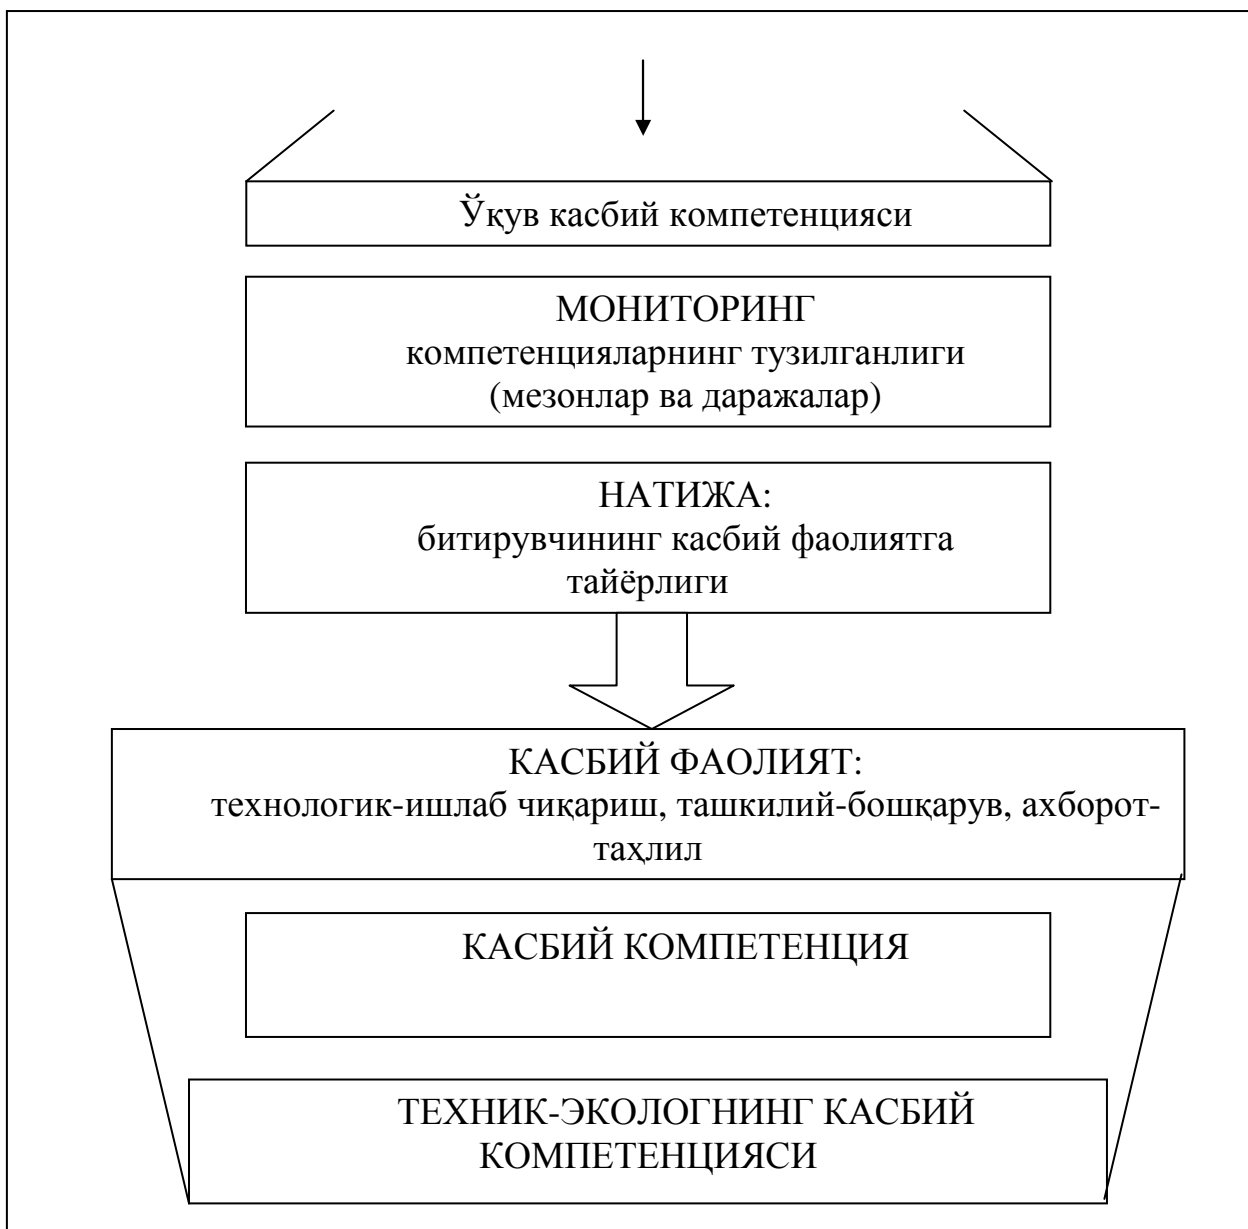 Ўқув касбий компетенцияси
МОНИТОРИНГ
компетенцияларнинг тузилганлиги
(мезонлар ва даражалар)
НАТИЖА:
битирувчининг касбий фаолиятга
тайёрлиги
КАСБИЙ ФАОЛИЯТ:
технологик-ишлаб чиқариш, ташкилий-бошқарув, ахборот-
таҳлил
КАСБИЙ КОМПЕТЕНЦИЯ
ТЕХНИК-ЭКОЛОГНИНГ КАСБИЙ
КОМПЕТЕНЦИЯСИ